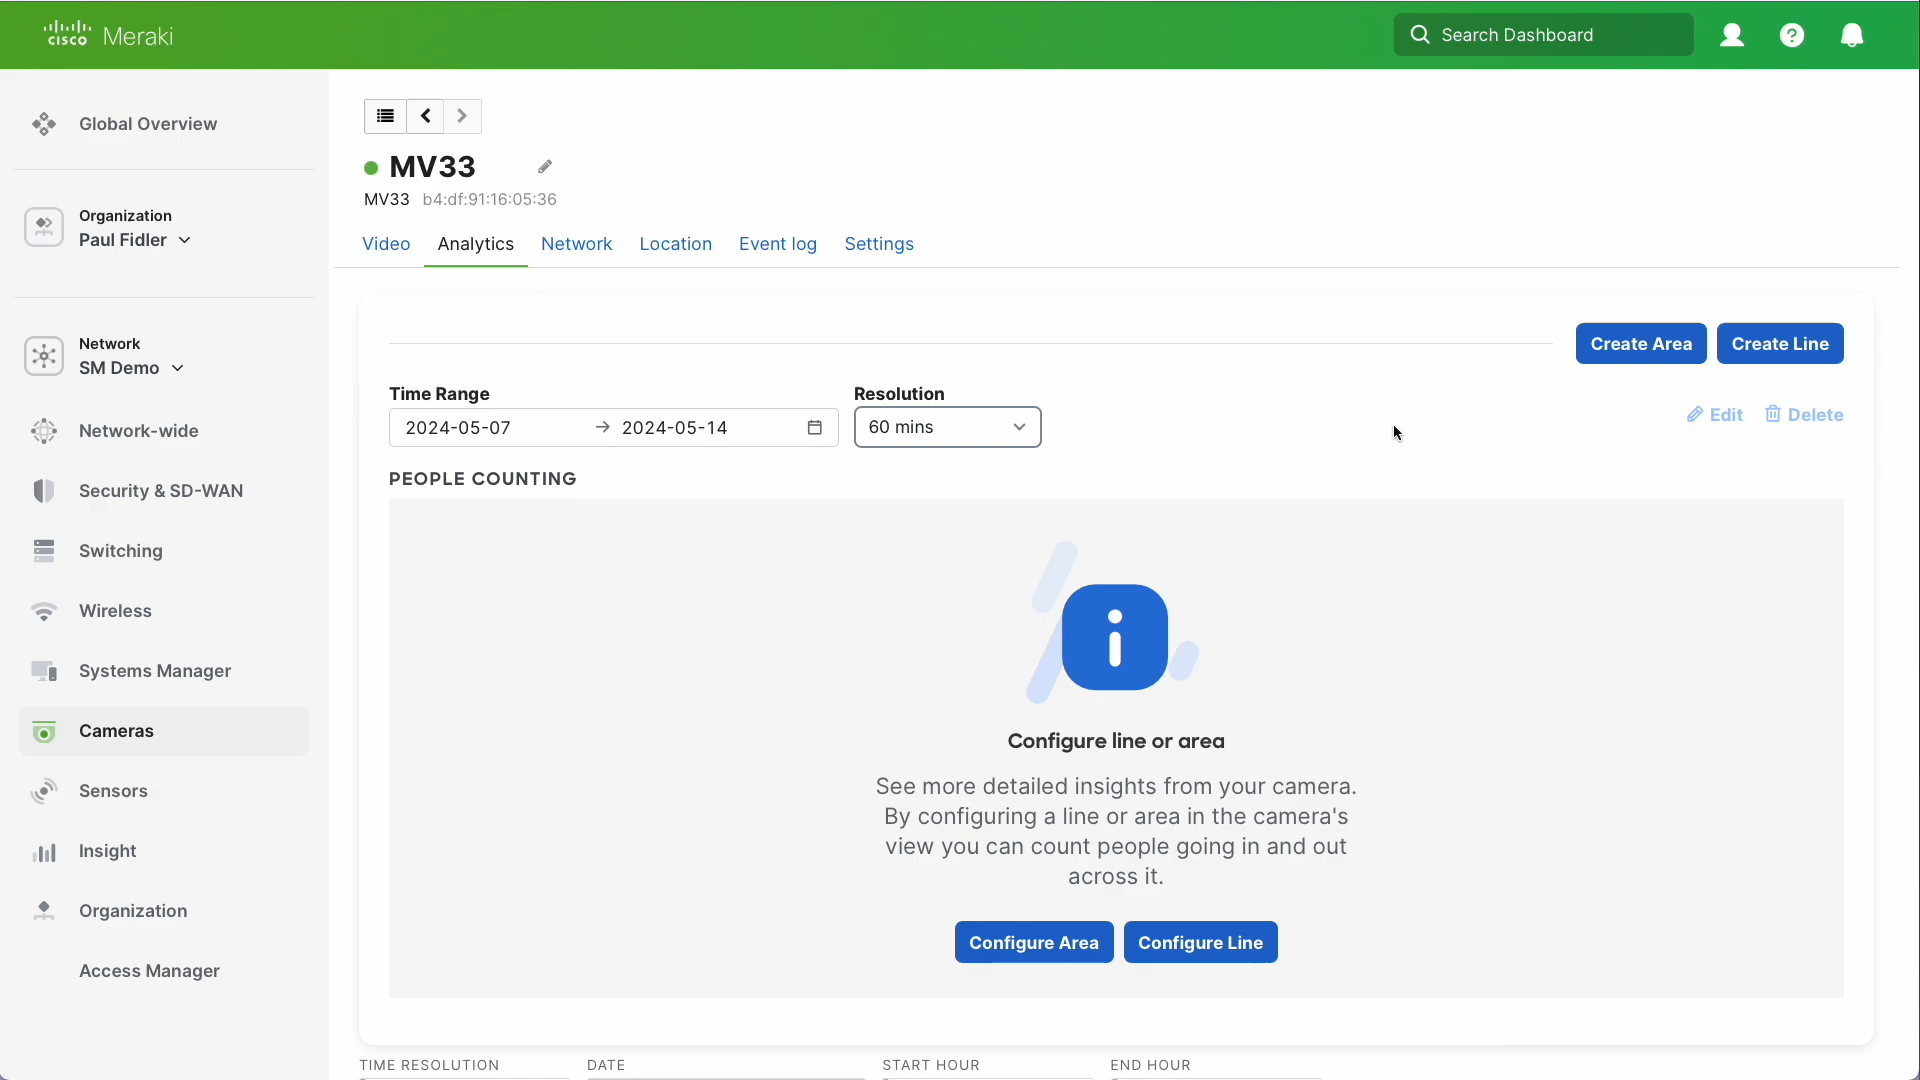 CISCO Meraki
Search Dashboard
Global Overview
Organization
Paul Fidler
Network
SM Demo
Network-wide
Security & SD-WAN
Switching
Wireless
Systems Manager
Cameras
Sensors
Insight
Organization
Access Manager
MV33
MV33 b4:df:91:16:05:36
Video Analytics Network Location Event log Settings
Create Area Create Line
Time Range Resolution
2024-05-07 → 2024-05-14 60 mins
Edit Delete
PEOPLE COUNTING
Configure line or area
See more detailed insights from your camera.
By configuring a line or area in the camera's
view you can count people going in and out
across it.
Configure Area Configure Line
TIME RESOLUTION DATE START HOUR END HOUR